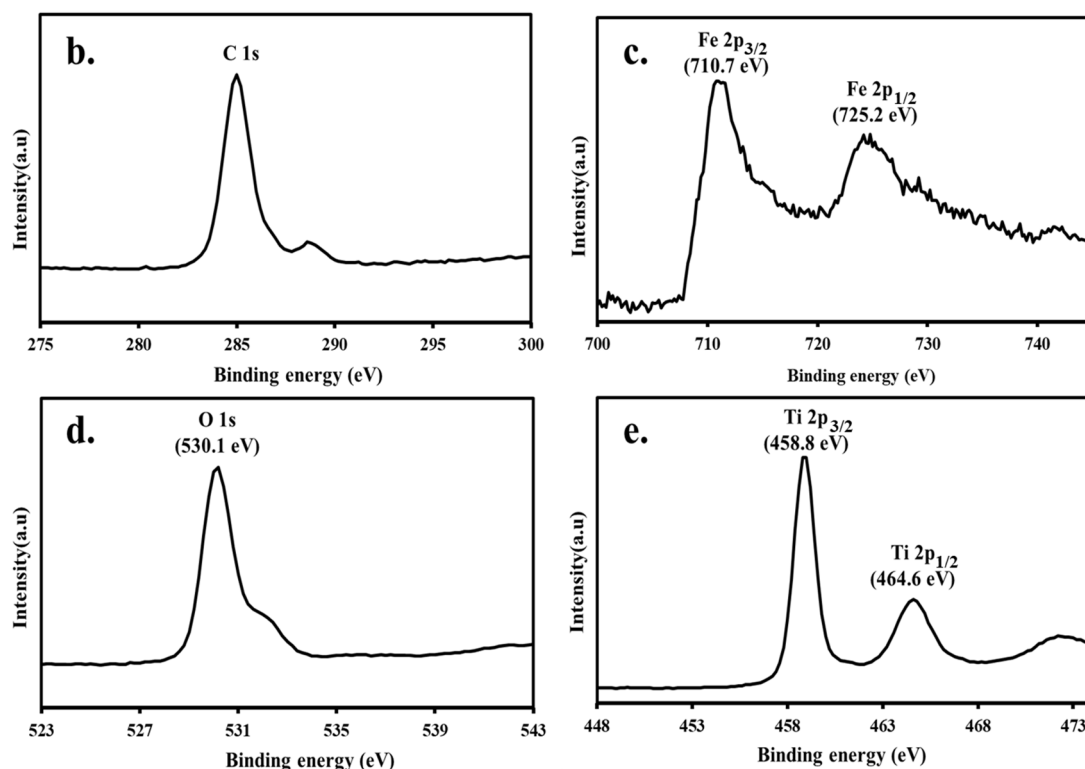 b.
C 1s
Intensity(a.u)
275 280 285 290 295 300
Binding energy (eV)
c.
Fe 2p3/2
(710.7 eV)
Fe 2p1/2
(725.2 eV)
Intensity(a.u)
700 710 720 730 740
Binding energy (eV)
d.
O 1s
(530.1 eV)
Intensity(a.u)
523 527 531 535 539 543
Binding energy (eV)
e.
Ti 2p3/2
(458.8 eV)
Ti 2p1/2
(464.6 eV)
Intensity(a.u)
448 453 458 463 468 473
Binding energy (eV)